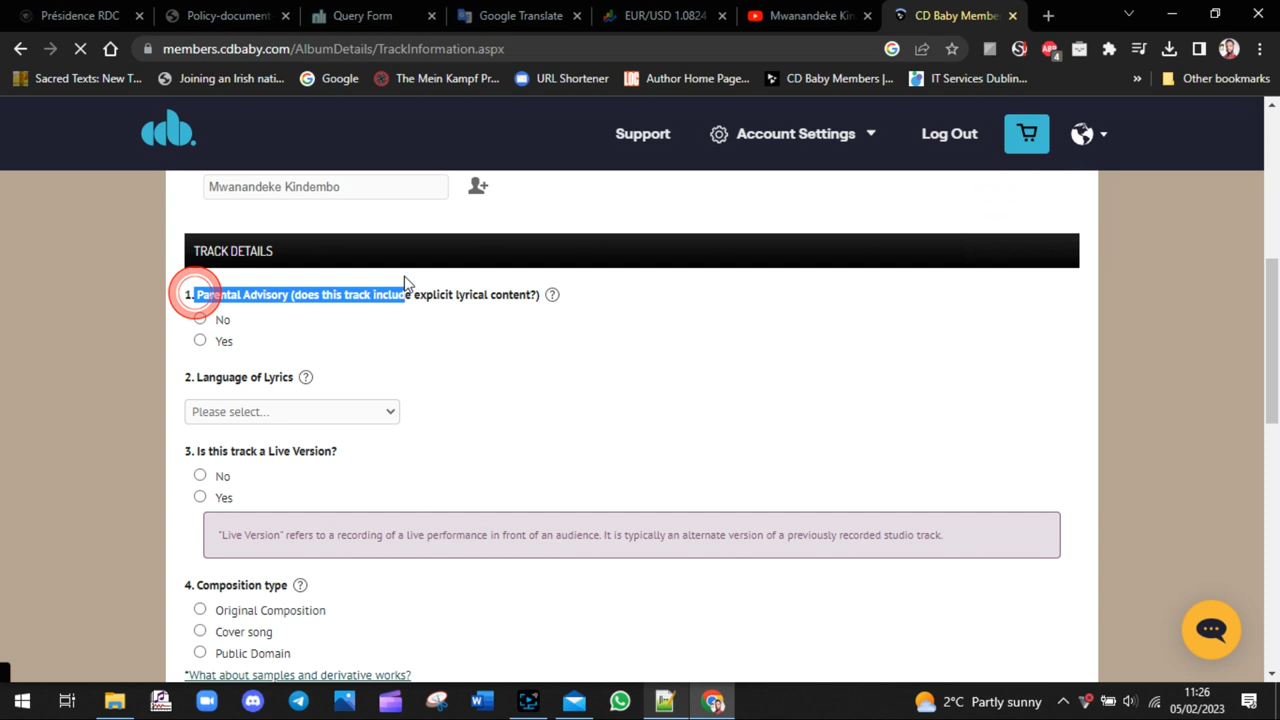 Présidence RDC
Policy-document
Query Form
Google Translate
EUR/USD 1.0824
Mwanandeke Kin
CD Baby Membe
members.cdbaby.com/AlbumDetails/TrackInformation.aspx
4
Sacred Texts: New T...
Joining an Irish nati...
Google
The Mein Kampf Pr...
URL Shortener
Author Home Page...
CD Baby Members |...
IT Services Dublin...
»
Other bookmarks
Support
Account Settings
Log Out
Mwanandeke Kindembo
TRACK DETAILS
1. Parental Advisory (does this track include explicit lyrical content?) ?
No
Yes
2. Language of Lyrics ?
Please select...
3. Is this track a Live Version?
No
Yes
"Live Version" refers to a recording of a live performance in front of an audience. It is typically an alternate version of a previously recorded studio track.
4. Composition type ?
Original Composition
Cover song
Public Domain
*What about samples and derivative works?
2°C Partly sunny
11:26
05/02/2023